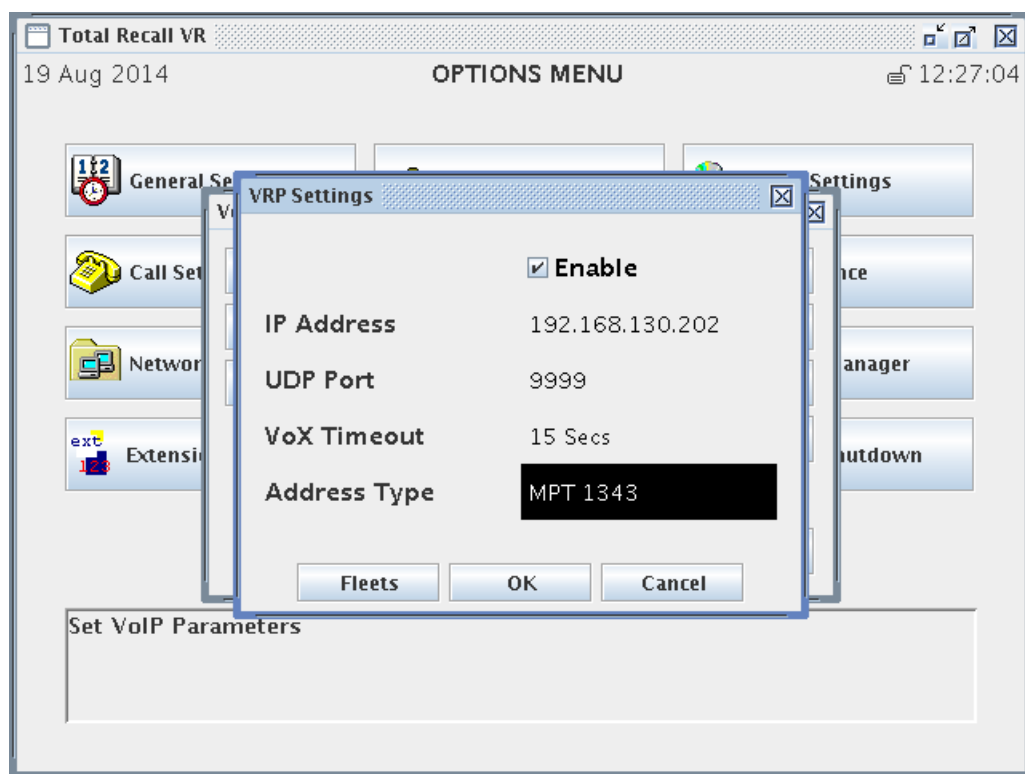 Total Recall VR
19 Aug 2014 OPTIONS MENU 12:27:04
General Se
Settings
VRP Settings
Call Set
Enable
IP Address 192.168.130.202
Networ
anager
UDP Port 9999
VoX Timeout 15 Secs
ext
123
Extensi
utdown
Address Type MPT 1343
Fleets OK Cancel
Set VoIP Parameters